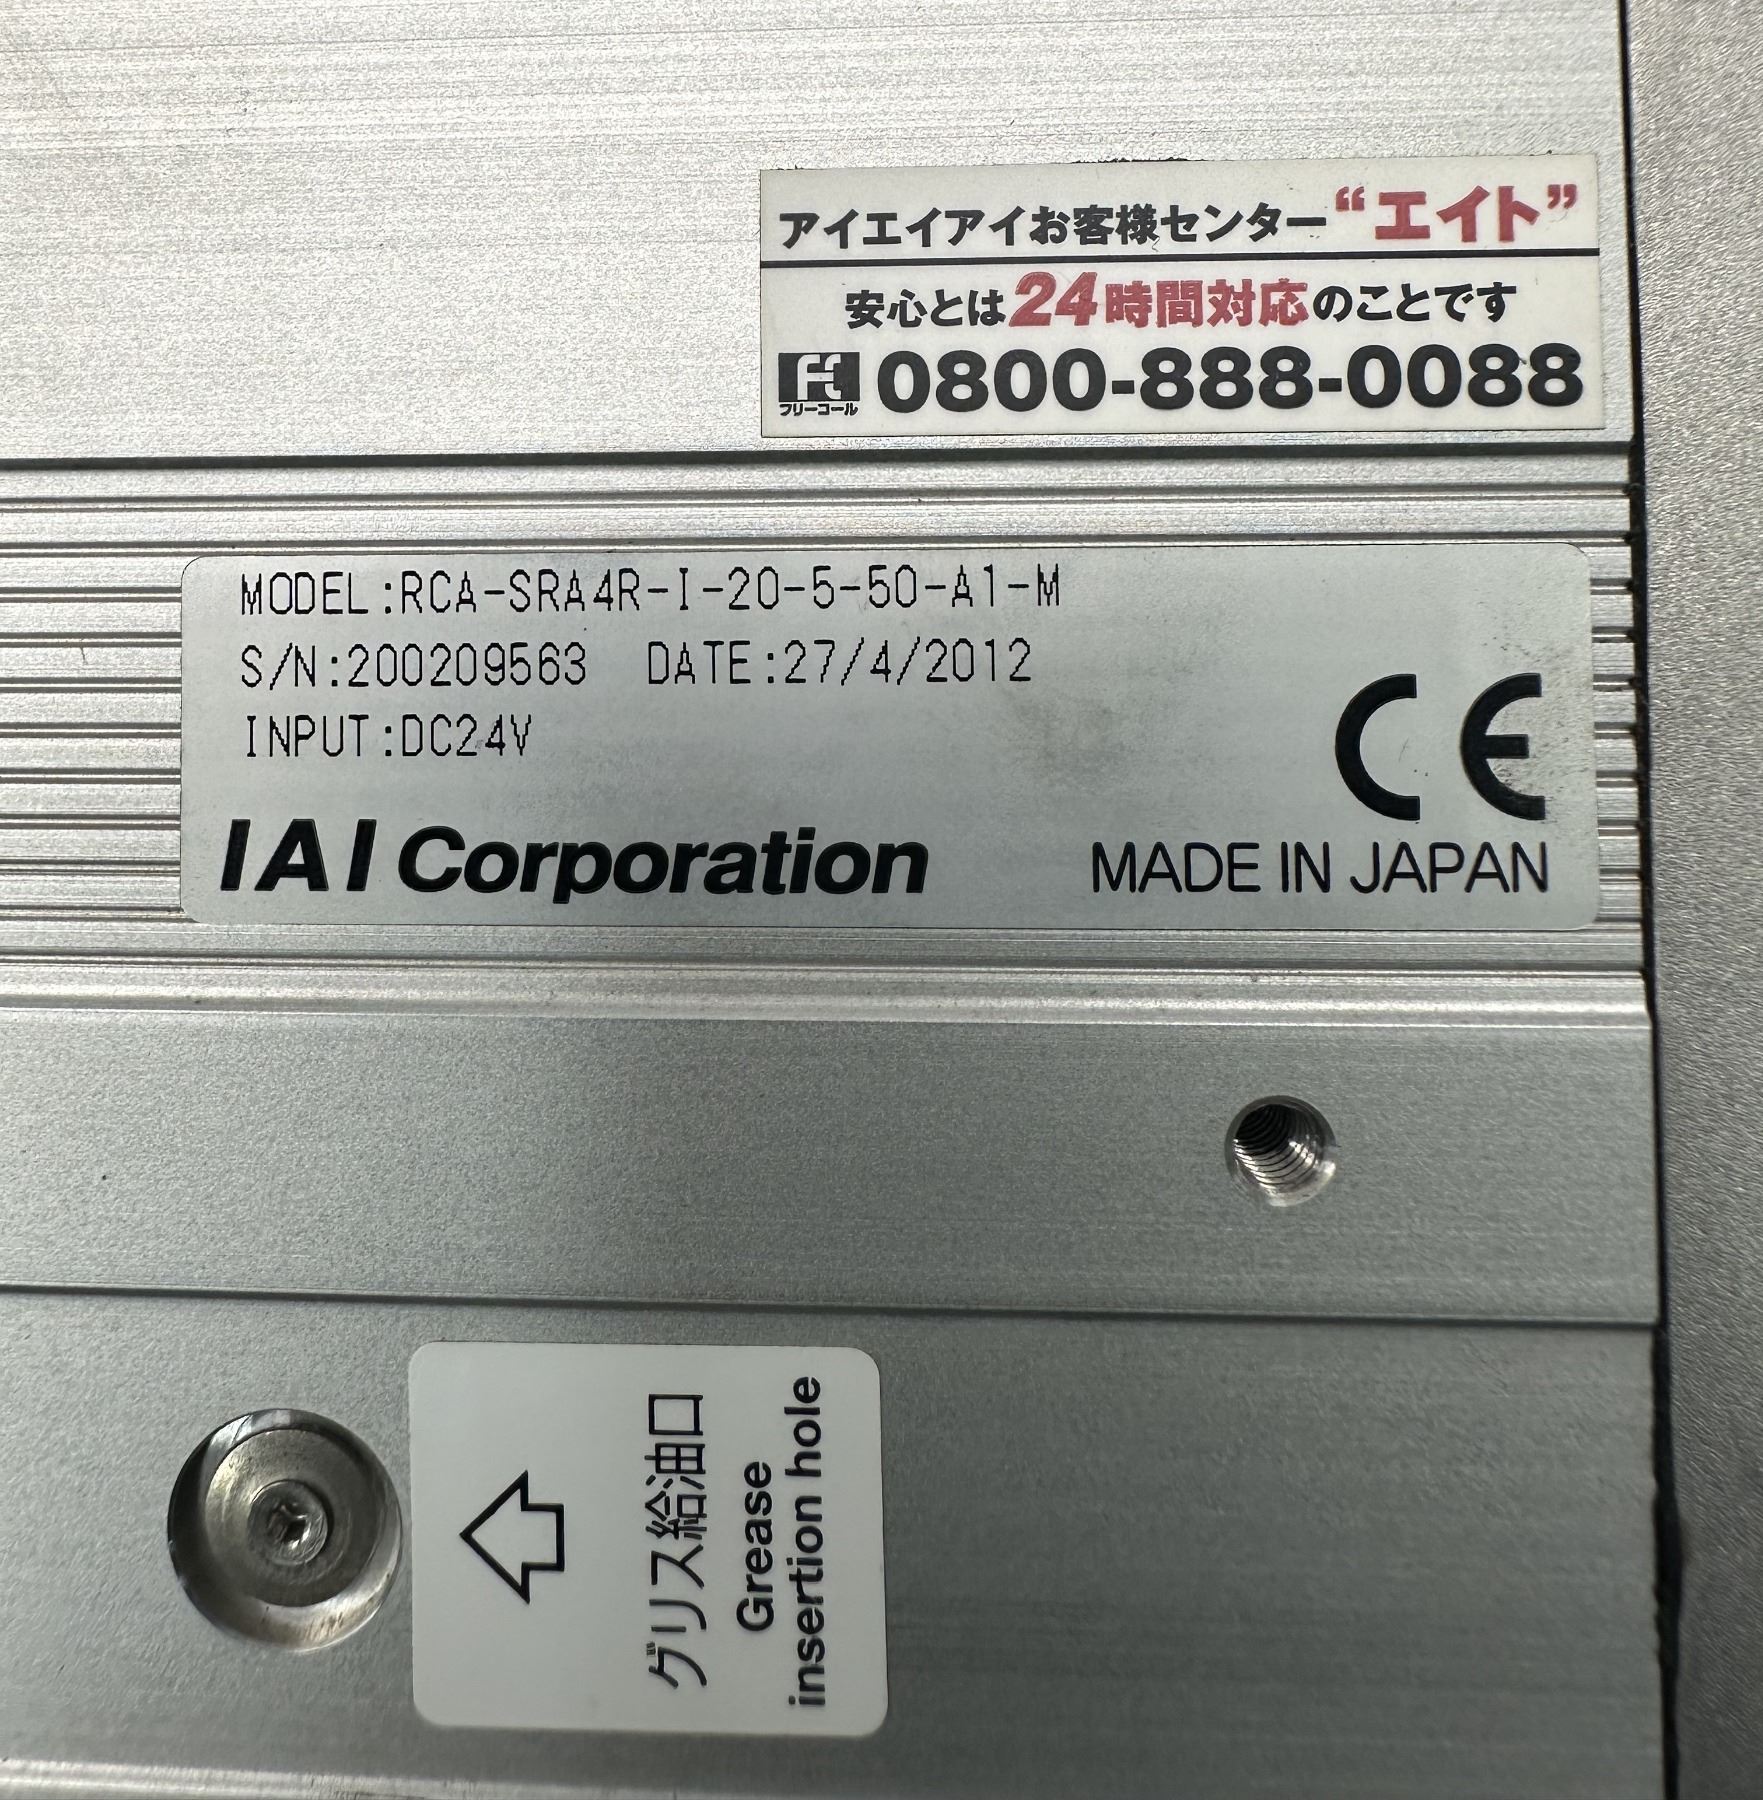 アイエイアイお客様センター“エイト”
安心とは24時間対応のことです
フリーコール 0800-888-0088
MODEL:RCA-SRA4R-I-20-5-50-A1-M
S/N:200209563 DATE:27/4/2012
INPUT:DC24V
CE
IAI Corporation MADE IN JAPAN
グリス給油口
Grease
insertion hole